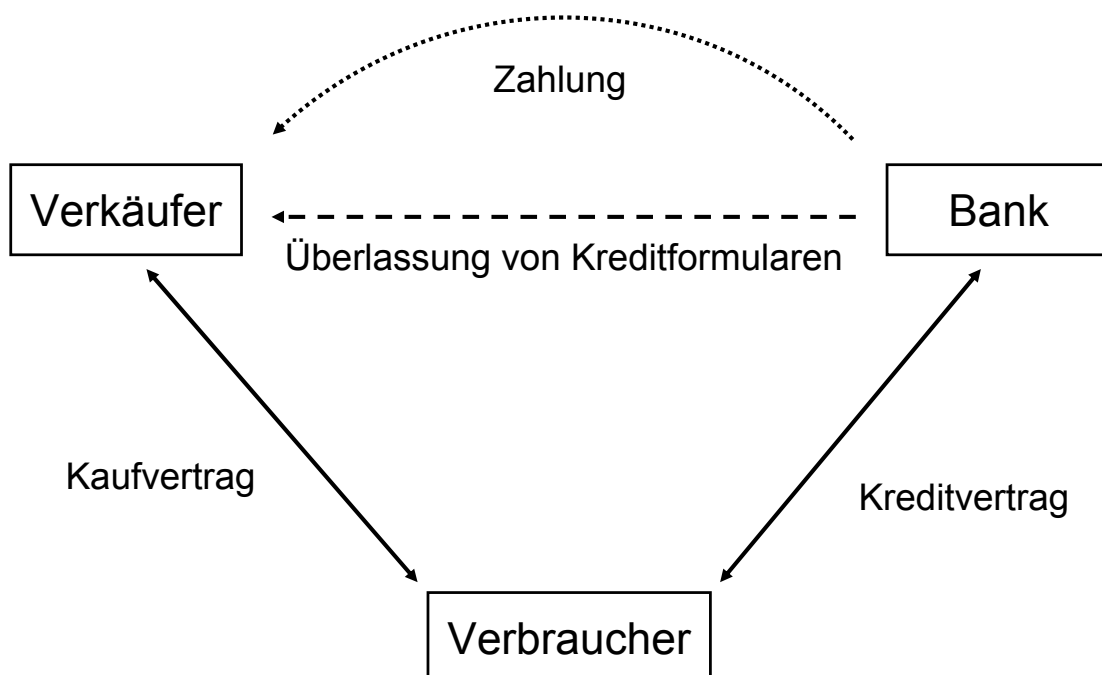 Zahlung
Verkäufer
Bank
Überlassung von Kreditformularen
Kaufvertrag
Kreditvertrag
Verbraucher